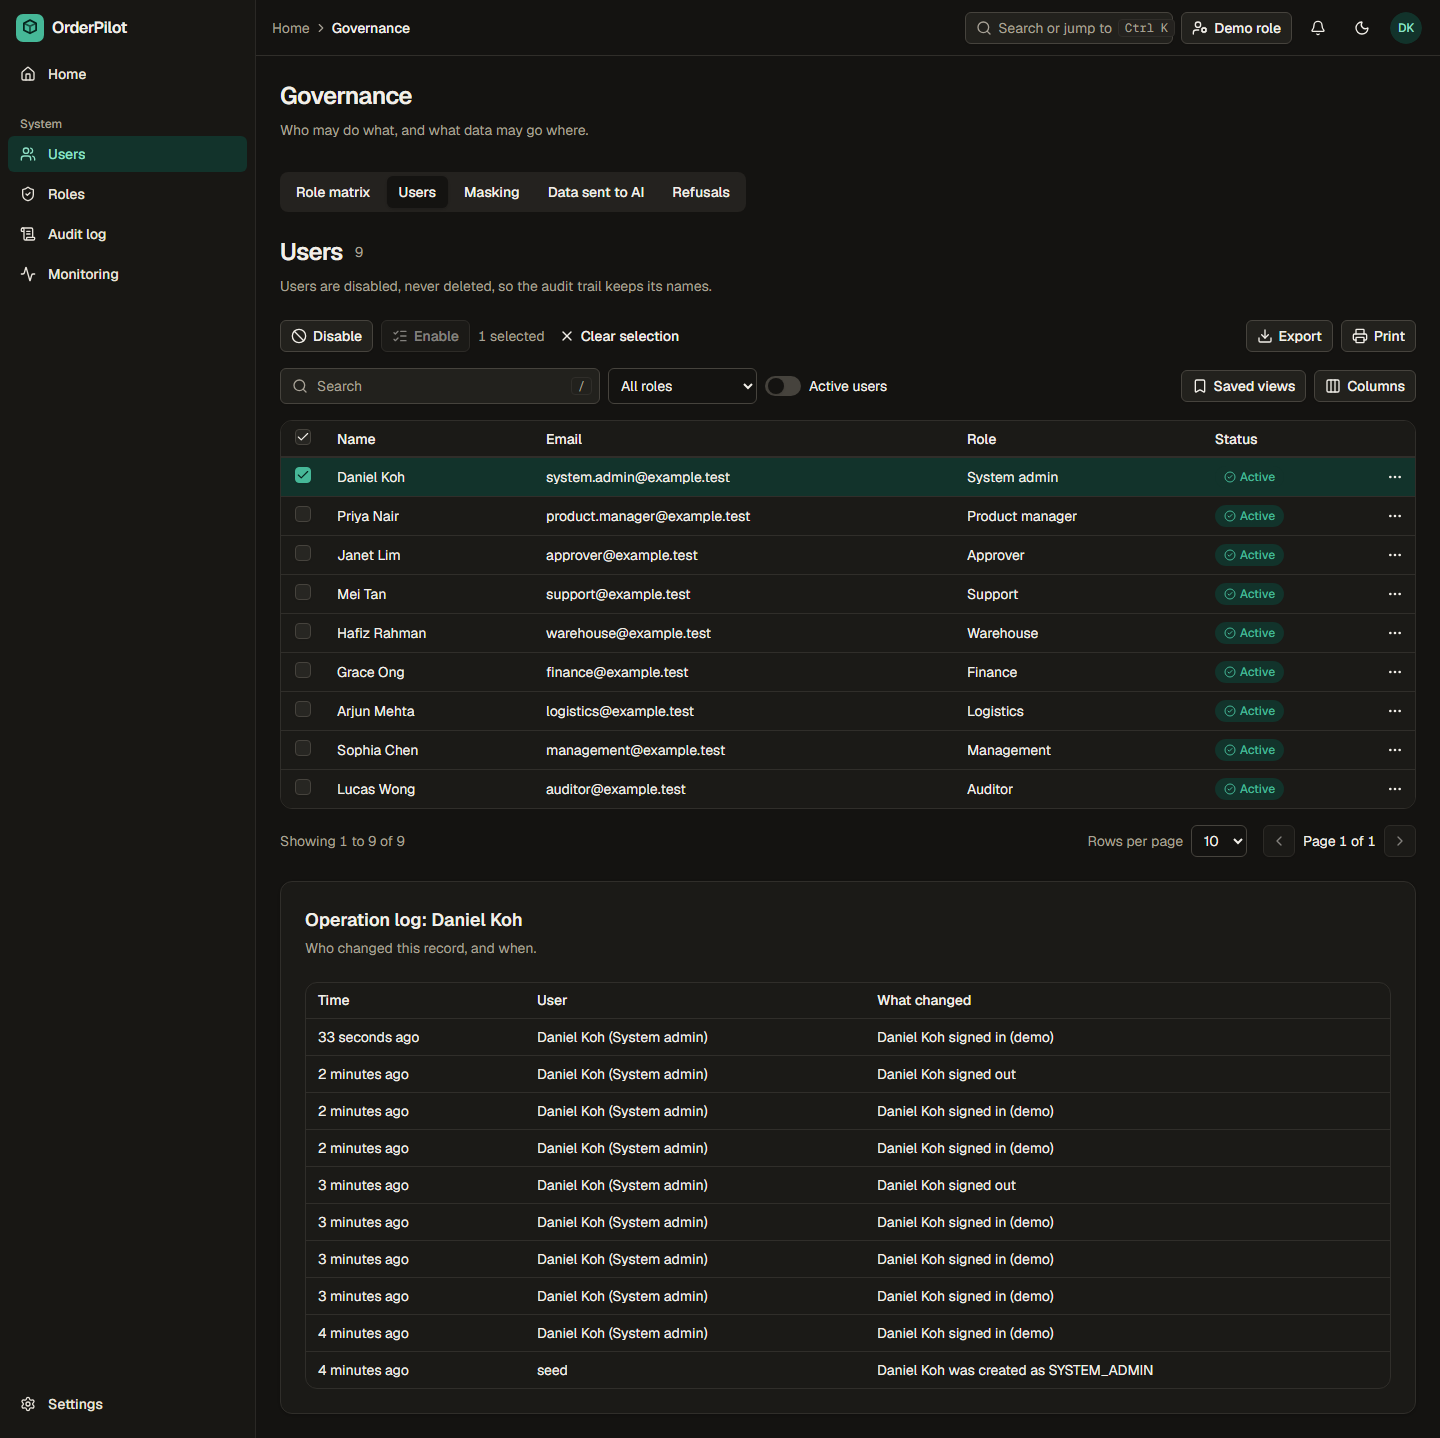 OrderPilot
Home
System
Users
Roles
Audit log
Monitoring
Settings
Home > Governance
Search or jump to Ctrl K
Demo role
DK
Governance
Who may do what, and what data may go where.
Role matrix Users Masking Data sent to AI Refusals
Users 9
Users are disabled, never deleted, so the audit trail keeps its names.
Disable Enable 1 selected Clear selection Export Print
Search / All roles Active users Saved views Columns
Name Email Role Status
Daniel Koh system.admin@example.test System admin Active
Priya Nair product.manager@example.test Product manager Active
Janet Lim approver@example.test Approver Active
Mei Tan support@example.test Support Active
Hafiz Rahman warehouse@example.test Warehouse Active
Grace Ong finance@example.test Finance Active
Arjun Mehta logistics@example.test Logistics Active
Sophia Chen management@example.test Management Active
Lucas Wong auditor@example.test Auditor Active
Showing 1 to 9 of 9 Rows per page 10 Page 1 of 1
Operation log: Daniel Koh
Who changed this record, and when.
Time User What changed
33 seconds ago Daniel Koh (System admin) Daniel Koh signed in (demo)
2 minutes ago Daniel Koh (System admin) Daniel Koh signed out
2 minutes ago Daniel Koh (System admin) Daniel Koh signed in (demo)
2 minutes ago Daniel Koh (System admin) Daniel Koh signed in (demo)
3 minutes ago Daniel Koh (System admin) Daniel Koh signed out
3 minutes ago Daniel Koh (System admin) Daniel Koh signed in (demo)
3 minutes ago Daniel Koh (System admin) Daniel Koh signed in (demo)
3 minutes ago Daniel Koh (System admin) Daniel Koh signed in (demo)
4 minutes ago Daniel Koh (System admin) Daniel Koh signed in (demo)
4 minutes ago seed Daniel Koh was created as SYSTEM_ADMIN